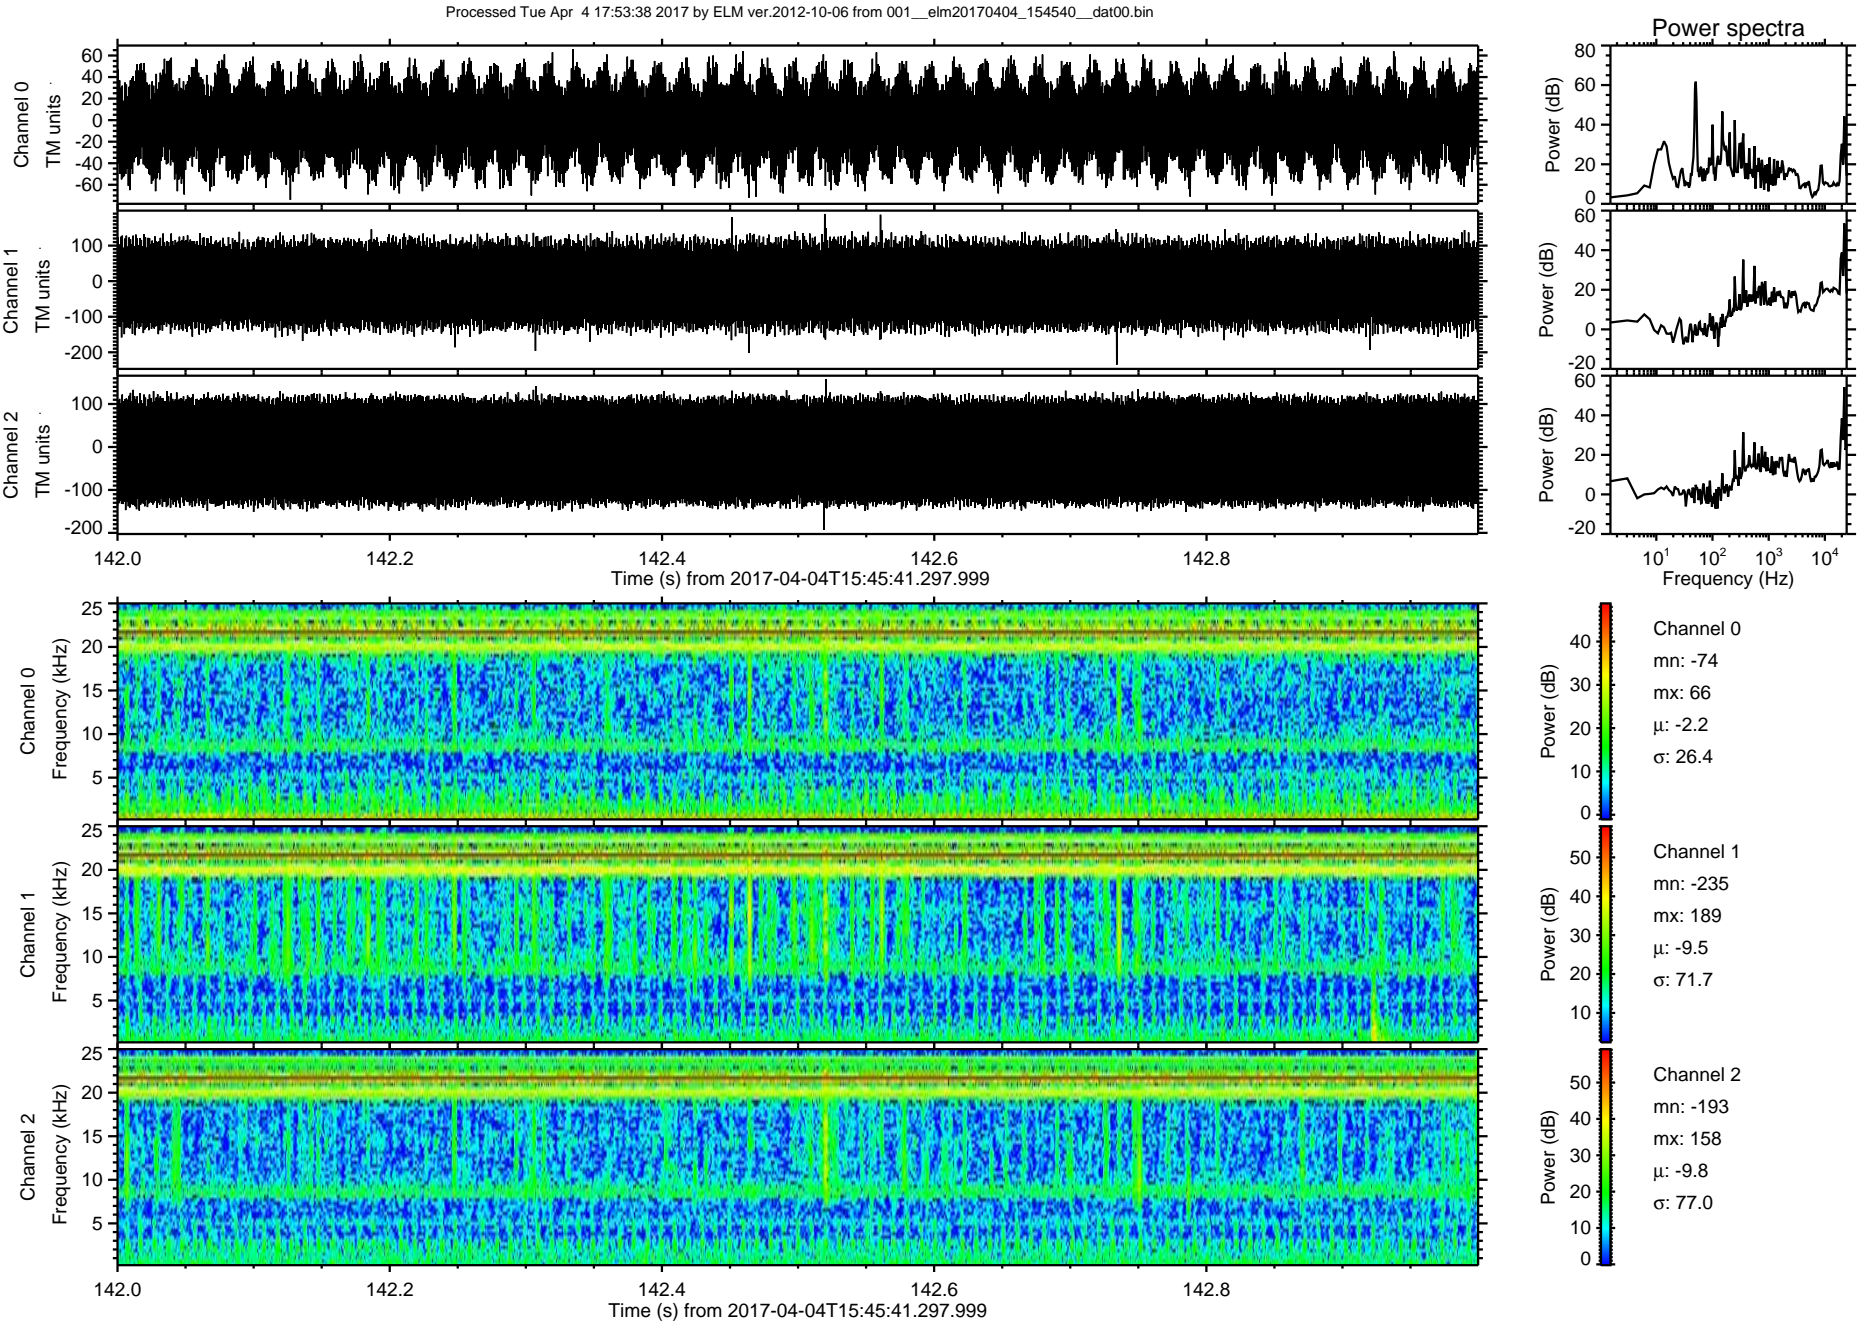 Processed Tue Apr  4 17:53:38 2017 by ELM ver.2012-10-06 from 001__elm20170404_154540__dat00.bin
Power spectra
Channel 0
TM units
60
40
20
0
-20
-40
-60
Power (dB)
80
60
40
20
0
Channel 1
TM units
100
0
-100
-200
Power (dB)
60
40
20
0
-20
Channel 2
TM units
100
0
-100
-200
Power (dB)
60
40
20
0
-20
142.0 142.2 142.4 142.6 142.8
Time (s) from 2017-04-04T15:45:41.297.999
10^1 10^2 10^3 10^4
Frequency (Hz)
Channel 0
Frequency (kHz)
25
20
15
10
5
Power (dB)
40
30
20
10
0
Channel 0
mn: -74
mx: 66
μ: -2.2
σ: 26.4
Channel 1
Frequency (kHz)
25
20
15
10
5
Power (dB)
50
40
30
20
10
Channel 1
mn: -235
mx: 189
μ: -9.5
σ: 71.7
Channel 2
Frequency (kHz)
25
20
15
10
5
Power (dB)
50
40
30
20
10
0
Channel 2
mn: -193
mx: 158
μ: -9.8
σ: 77.0
142.0 142.2 142.4 142.6 142.8
Time (s) from 2017-04-04T15:45:41.297.999